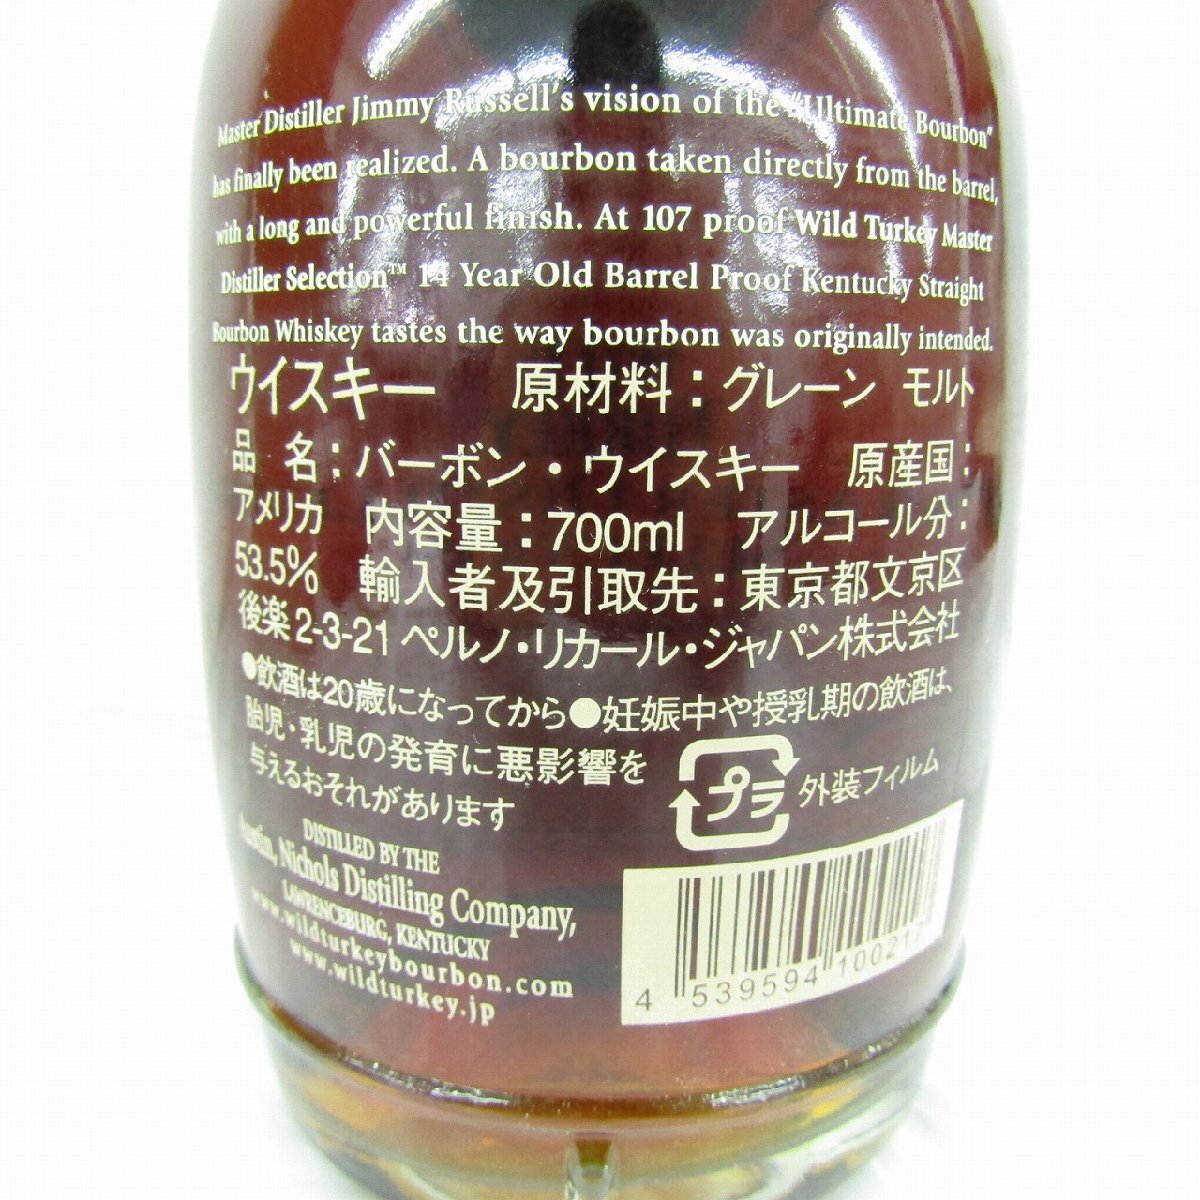 Master Distiller Jimmy Russell's vision of the "Ultimate Bourbon"
has finally been realized. A bourbon taken directly from the barrel,
with a long and powerful finish. At 107 proof Wild Turkey Master
Distiller Selection™ 14 Year Old Barrel Proof Kentucky Straight
Bourbon Whiskey tastes the way bourbon was originally intended.
ウイスキー 原材料：グレーン モルト
品 名：バーボン・ウイスキー 原産国：
アメリカ 内容量：700ml アルコール分：
53.5% 輸入者及引取先：東京都文京区
後楽2-3-21 ペルノ・リカール・ジャパン株式会社
●飲酒は20歳になってから●妊娠中や授乳期の飲酒は、
胎児・乳児の発育に悪影響を
与えるおそれがあります
プラ 外装フィルム
DISTILLED BY THE
Austin, Nichols Distilling Company,
LAWRENCEBURG, KENTUCKY
www.wildturkeybourbon.com
www.wildturkey.jp
4 539594 100217